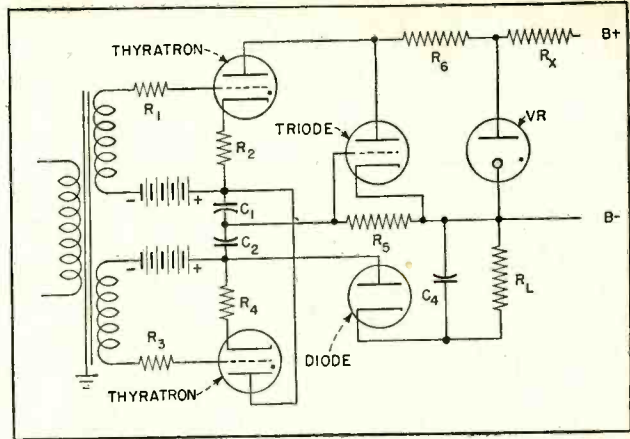 THYRATRON
R1
R2
- +
C1
C2
- +
R4
R3
THYRATRON
TRIODE
R5
DIODE
C4
RL
R6
RX
B+
VR
B-